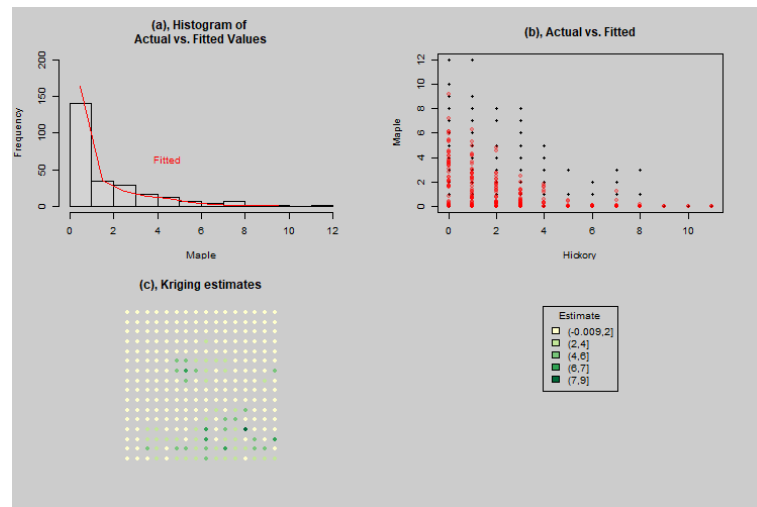 (a), Histogram of
Actual vs. Fitted Values
Frequency
200
150
100
50
0
Fitted
0 2 4 6 8 10 12
Maple
(b), Actual vs. Fitted
Maple
12
10
8
6
4
2
0
0 2 4 6 8 10
Hickory
(c), Kriging estimates
Estimate
(-0.009,2]
(2,4]
(4,6]
(6,7]
(7,9]